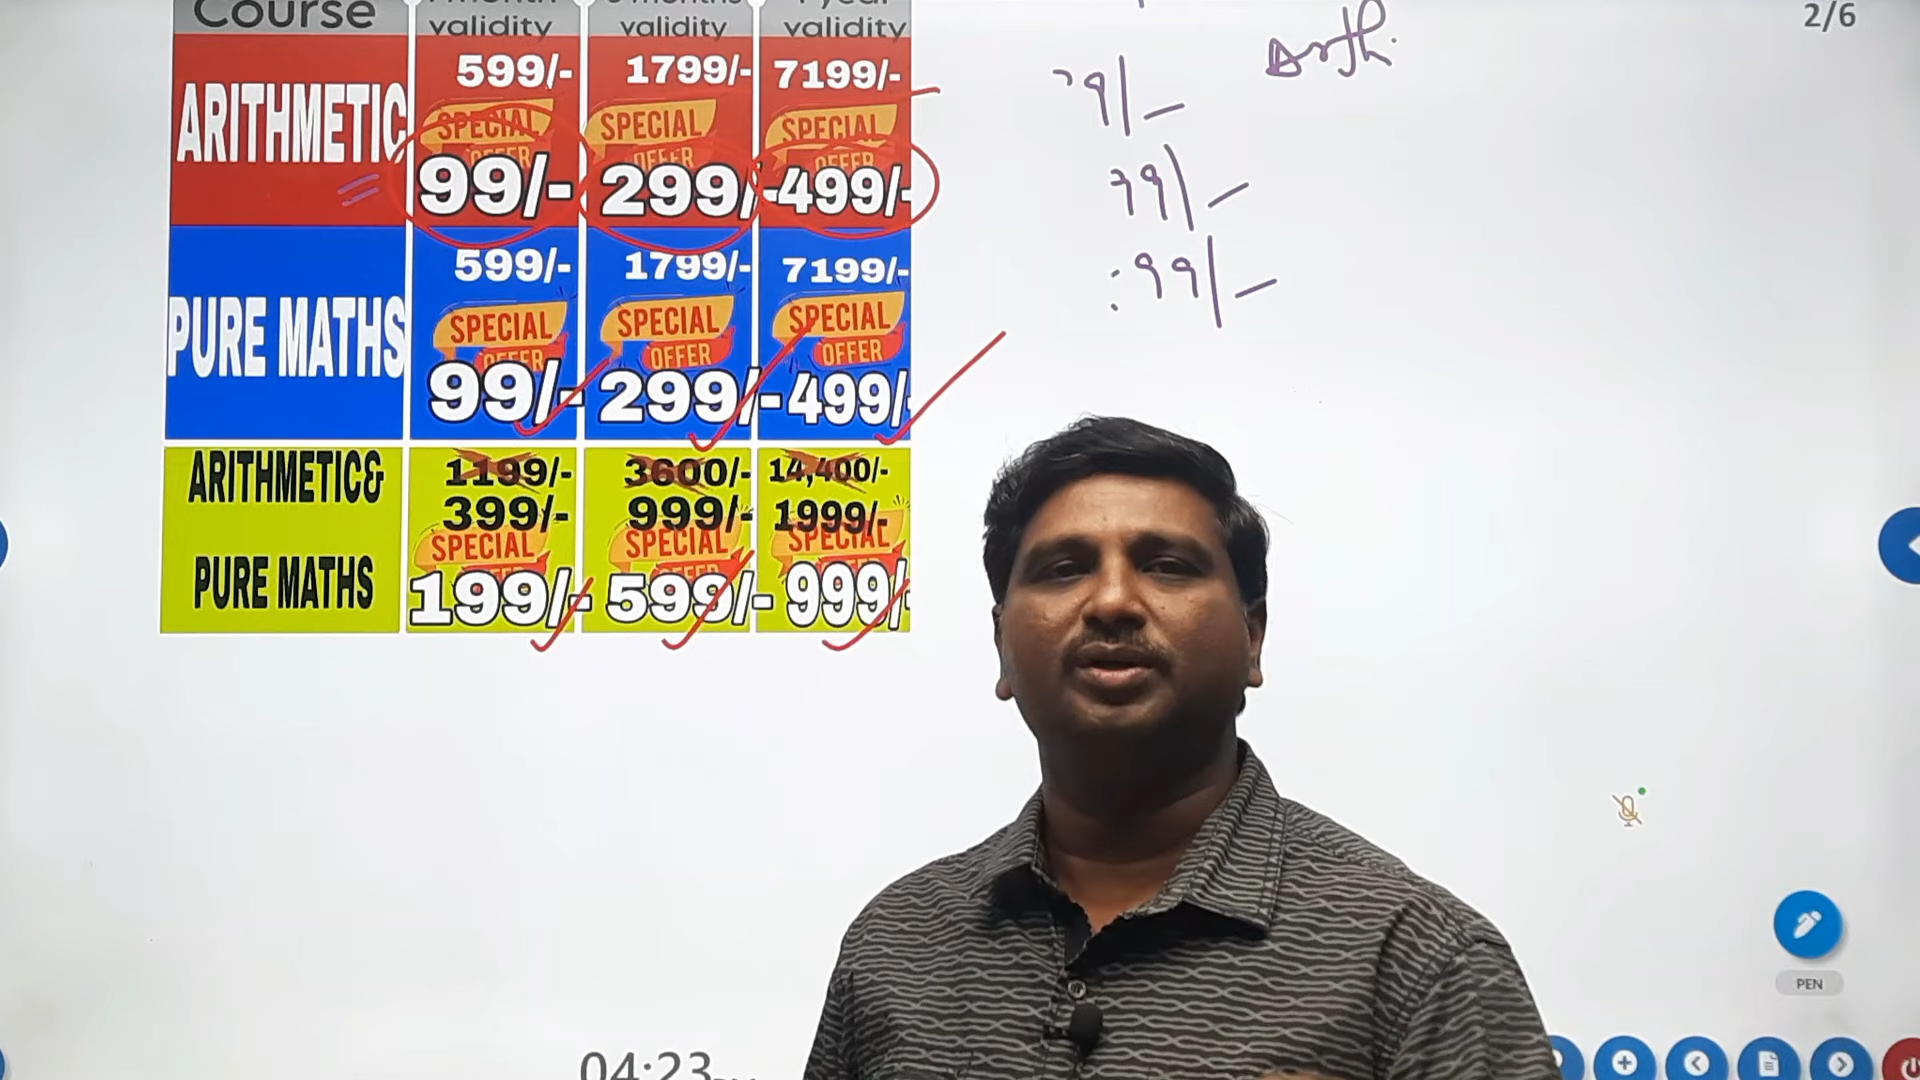 Course
validity
validity
validity
2/6
ARITHMETIC
599/-
1799/-
7199/-
SPECIAL OFFER
SPECIAL OFFER
SPECIAL OFFER
99/-
299/-
499/-
PURE MATHS
599/-
1799/-
7199/-
SPECIAL OFFER
SPECIAL OFFER
SPECIAL OFFER
99/-
299/-
499/-
ARITHMETIC&
PURE MATHS
1199/-
3600/-
14,400/-
399/-
999/-
1999/-
SPECIAL
SPECIAL
SPECIAL
199/-
599/-
999/-
Arth.
99/-
99/-
99/-
04:23
PEN